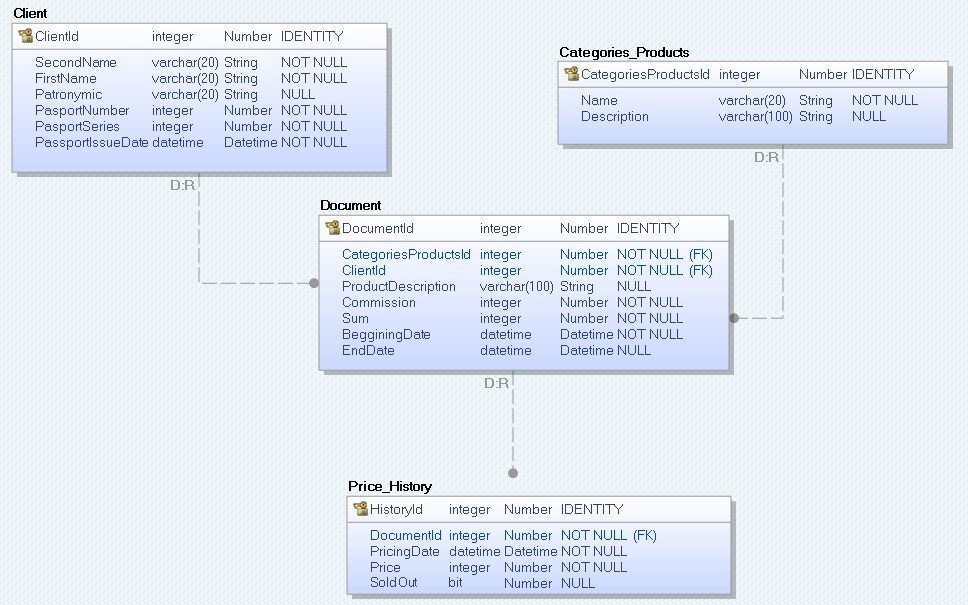 Client
ClientId integer Number IDENTITY
SecondName varchar(20) String NOT NULL
FirstName varchar(20) String NOT NULL
Patronymic varchar(20) String NULL
PasportNumber integer Number NOT NULL
PasportSeries integer Number NOT NULL
PassportIssueDate datetime Datetime NOT NULL
D:R
Categories_Products
CategoriesProductsId integer Number IDENTITY
Name varchar(20) String NOT NULL
Description varchar(100) String NULL
D:R
Document
DocumentId integer Number IDENTITY
CategoriesProductsId integer Number NOT NULL (FK)
ClientId integer Number NOT NULL (FK)
ProductDescription varchar(100) String NULL
Commission integer Number NOT NULL
Sum integer Number NOT NULL
BegginingDate datetime Datetime NOT NULL
EndDate datetime Datetime NULL
D:R
Price_History
HistoryId integer Number IDENTITY
DocumentId integer Number NOT NULL (FK)
PricingDate datetime Datetime NOT NULL
Price integer Number NOT NULL
SoldOut bit Number NULL